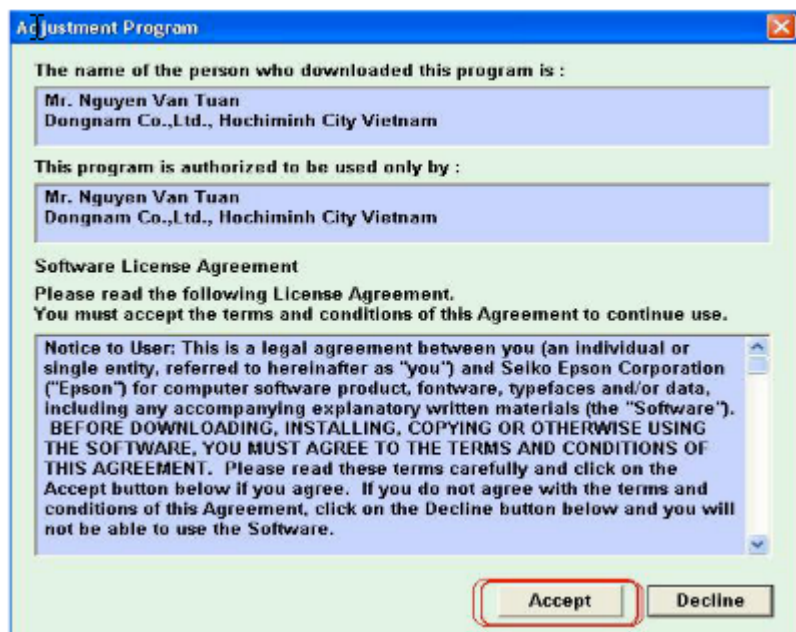 Adjustment Program
The name of the person who downloaded this program is :
Mr. Nguyen Van Tuan
Dongnam Co.,Ltd., Hochiminh City Vietnam
This program is authorized to be used only by :
Mr. Nguyen Van Tuan
Dongnam Co.,Ltd., Hochiminh City Vietnam
Software License Agreement
Please read the following License Agreement.
You must accept the terms and conditions of this Agreement to continue use.
Notice to User: This is a legal agreement between you (an individual or
single entity, referred to hereinafter as "you") and Seiko Epson Corporation
("Epson") for computer software product, fontware, typefaces and/or data,
including any accompanying explanatory written materials (the "Software").
BEFORE DOWNLOADING, INSTALLING, COPYING OR OTHERWISE USING
THE SOFTWARE, YOU MUST AGREE TO THE TERMS AND CONDITIONS OF
THIS AGREEMENT. Please read these terms carefully and click on the
Accept button below if you agree. If you do not agree with the terms and
conditions of this Agreement, click on the Decline button below and you will
not be able to use the Software.
Accept Decline